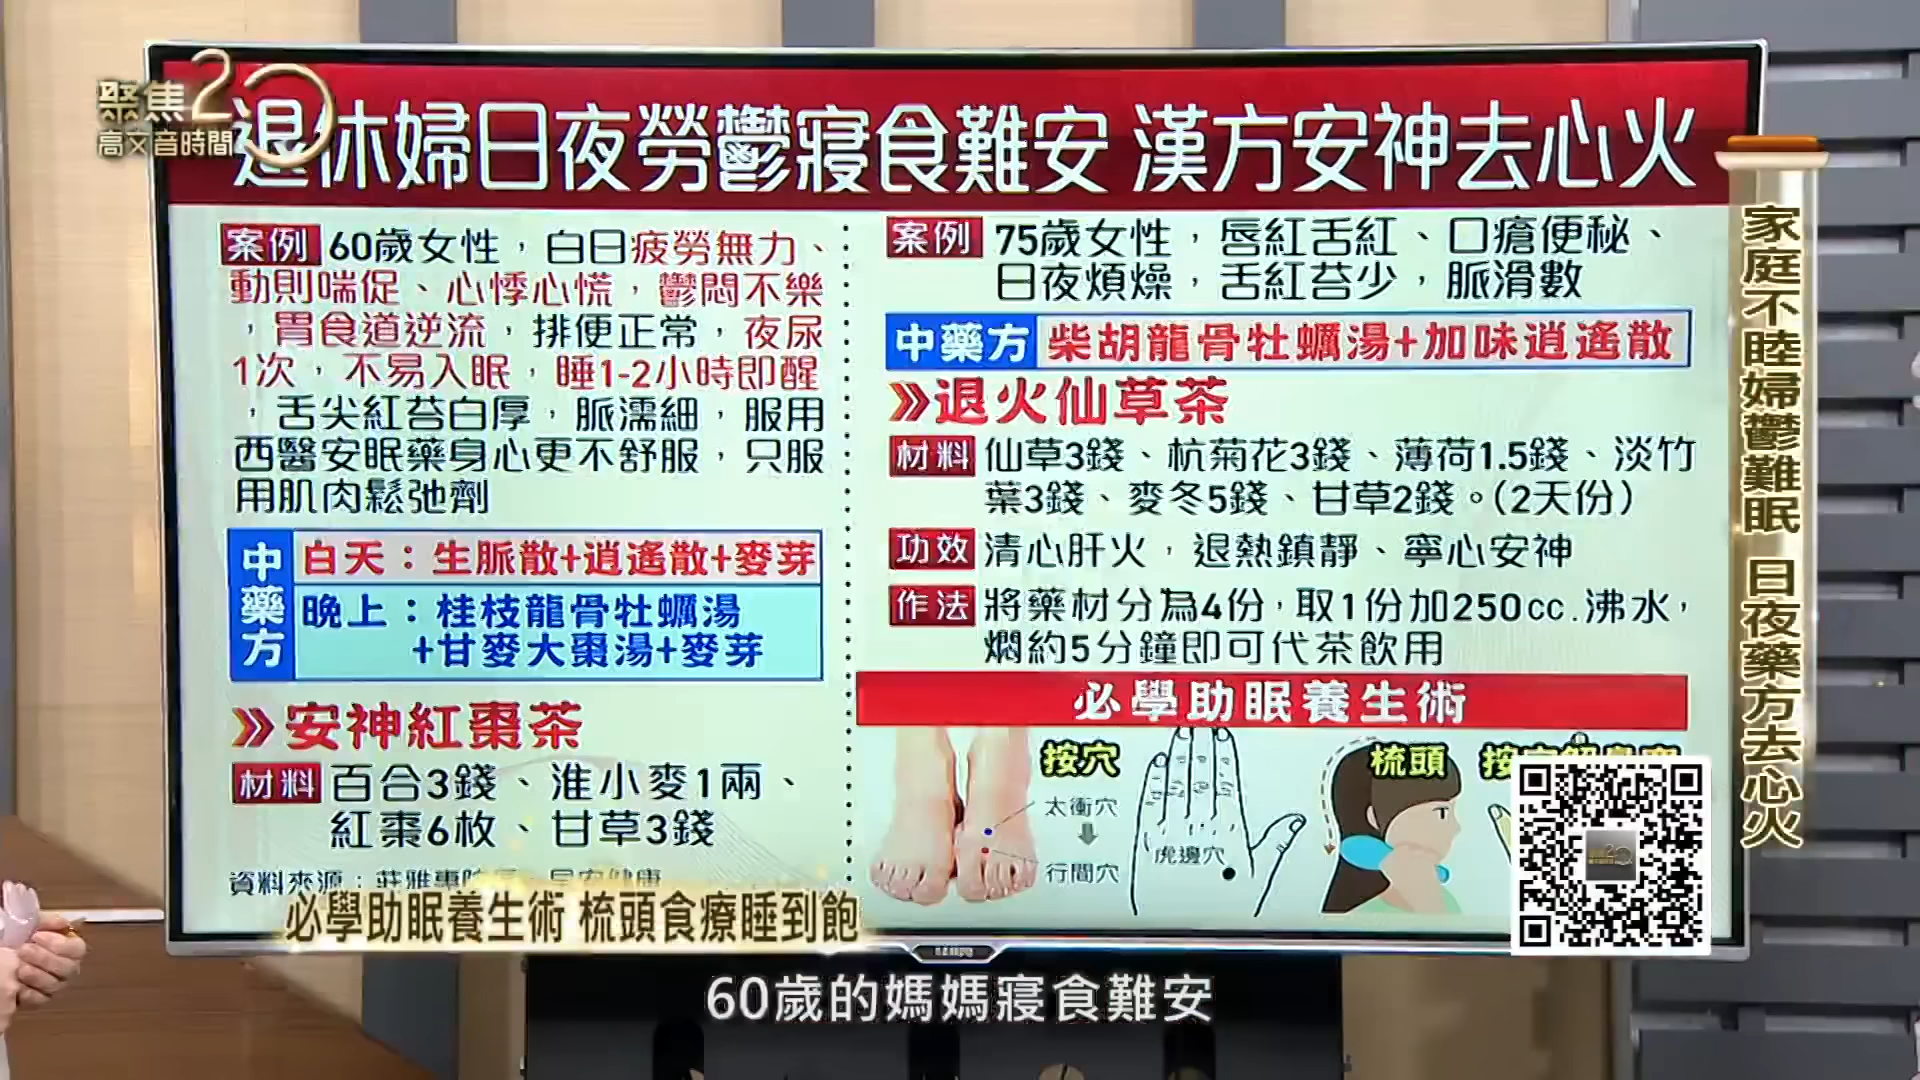 聚焦2.0
高文音時間
退休婦日夜勞鬱寢食難安 漢方安神去心火
案例 60歲女性，白日疲勞無力、
動則喘促、心悸心慌，鬱悶不樂
，胃食道逆流，排便正常，夜尿
1次，不易入眠，睡1-2小時即醒
，舌尖紅苔白厚，脈濡細，服用
西醫安眠藥身心更不舒服，只服
用肌肉鬆弛劑
中藥方
白天：生脈散+逍遙散+麥芽
晚上：桂枝龍骨牡蠣湯
+甘麥大棗湯+麥芽
安神紅棗茶
材料 百合3錢、淮小麥1兩、
紅棗6枚、甘草3錢
資料來源：
案例 75歲女性，唇紅舌紅、口瘡便秘、
日夜煩燥，舌紅苔少，脈滑數
中藥方 柴胡龍骨牡蠣湯+加味逍遙散
退火仙草茶
材料 仙草3錢、杭菊花3錢、薄荷1.5錢、淡竹
葉3錢、麥冬5錢、甘草2錢。（2天份）
功效 清心肝火，退熱鎮靜、寧心安神
作法 將藥材分為4份，取1份加250cc.沸水，
燜約5分鐘即可代茶飲用
必學助眠養生術
按穴
太衝穴
行間穴
虎邊穴
梳頭
家庭不睦婦鬱難眠 日夜藥方去心火
必學助眠養生術 梳頭食療睡到飽
60歲的媽媽寢食難安